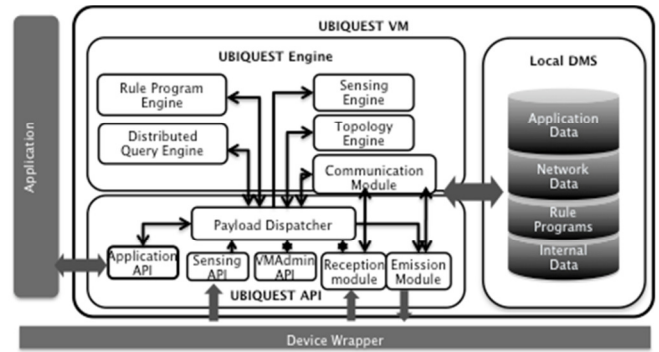 UBIQUEST VM
UBIQUEST Engine
Rule Program
Engine
Distributed
Query Engine
Sensing
Engine
Topology
Engine
Communication
Module
Local DMS
Application
Data
Network
Data
Rule
Programs
Internal
Data
Application
Payload Dispatcher
Application
API
Sensing
API
VMAdmin
API
Reception
module
Emission
Module
UBIQUEST API
Device Wrapper